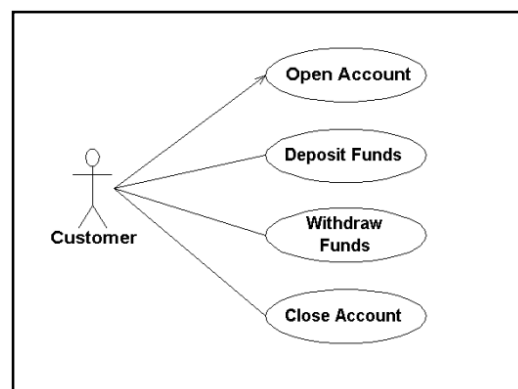 Open Account
Deposit Funds
Withdraw
Funds
Customer
Close Account